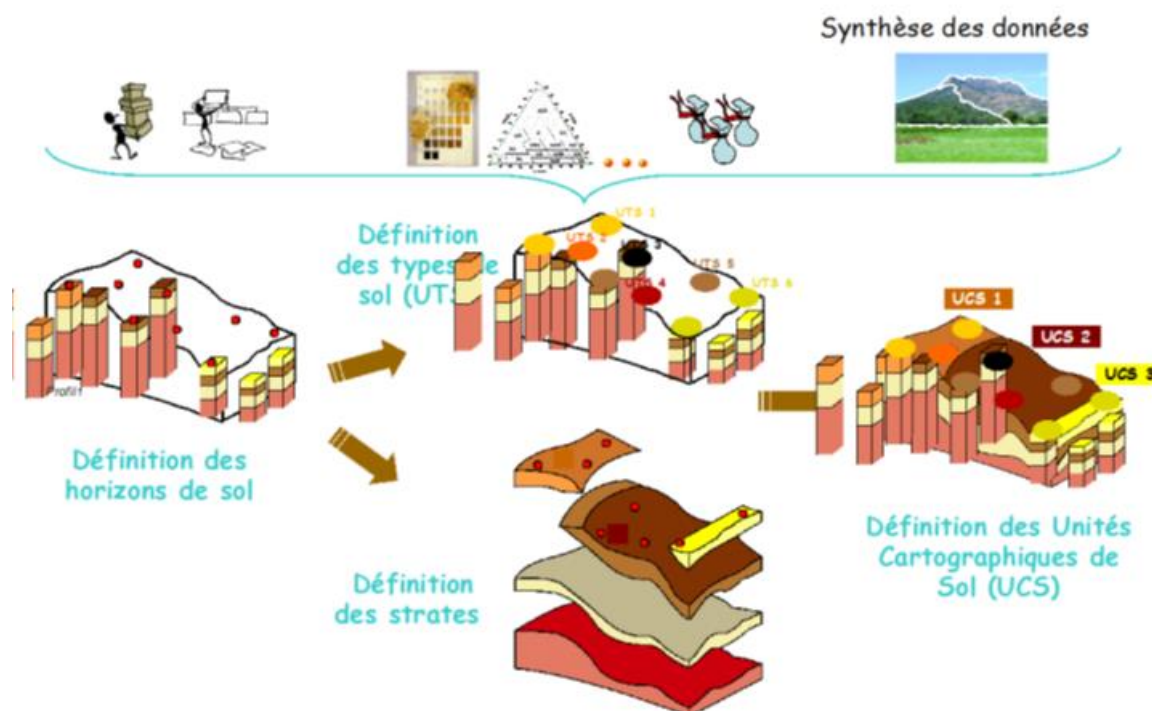 Synthèse des données
Définition
des types de
sol (UTS
UTS 1
UTS 2
UTS 3
UTS 5
UTS 4
UTS 6
Définition des
horizons de sol
Définition
des strates
UCS 1
UCS 2
UCS 3
Définition des Unités
Cartographiques de
Sol (UCS)